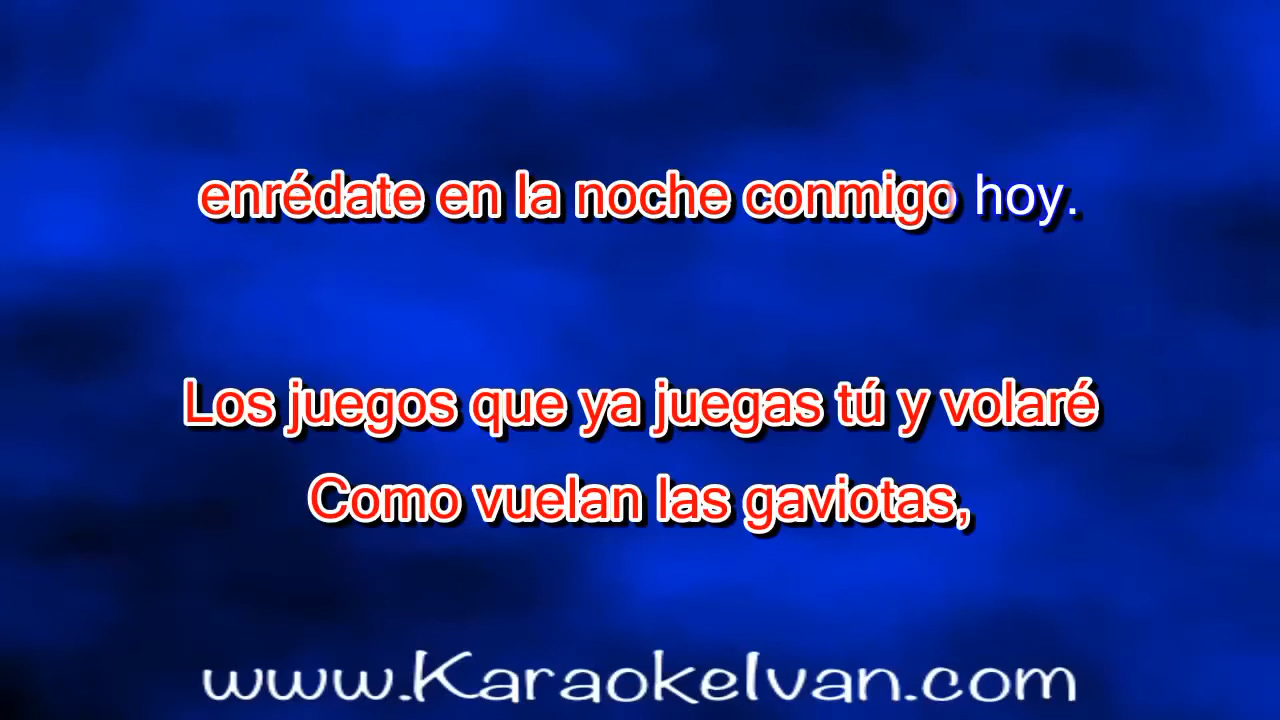 enrédate en la noche conmigo hoy.
Los juegos que ya juegas tú y volaré
Como vuelan las gaviotas,
www.KaraokeIvan.com